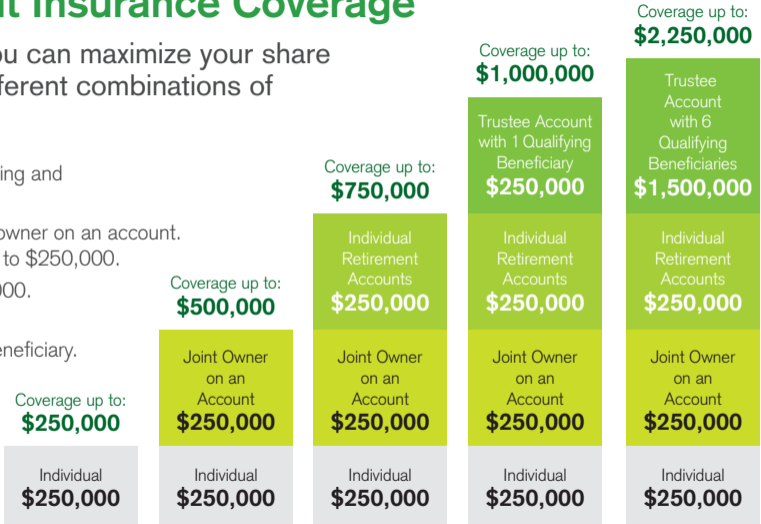 Insurance Coverage
you can maximize your share
different combinations of
ing and
owner on an account.
to $250,000.
eneficiary.
Coverage up to:
$250,000
Individual
$250,000
Coverage up to:
$500,000
Joint Owner
on an
Account
$250,000
Individual
$250,000
Coverage up to:
$750,000
Individual
Retirement
Accounts
$250,000
Joint Owner
on an
Account
$250,000
Individual
$250,000
Coverage up to:
$1,000,000
Trustee Account
with 1 Qualifying
Beneficiary
$250,000
Individual
Retirement
Accounts
$250,000
Joint Owner
on an
Account
$250,000
Individual
$250,000
Coverage up to:
$2,250,000
Trustee
Account
with 6
Qualifying
Beneficiaries
$1,500,000
Individual
Retirement
Accounts
$250,000
Joint Owner
on an
Account
$250,000
Individual
$250,000